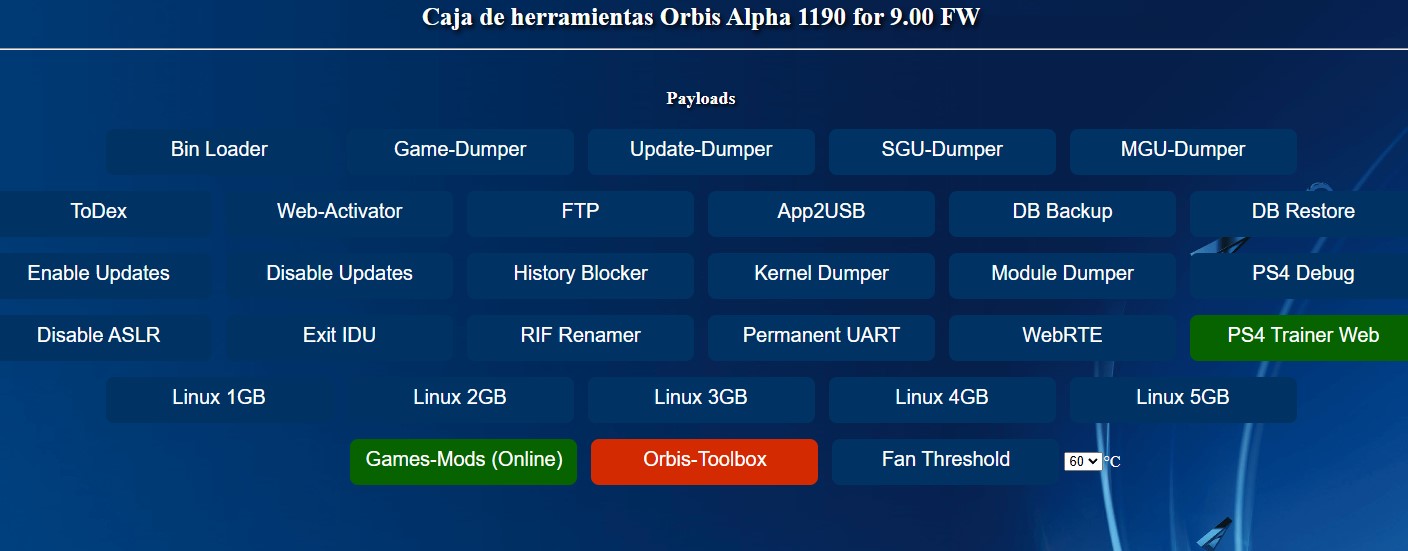 Caja de herramientas Orbis Alpha 1190 for 9.00 FW
Payloads
Bin Loader Game-Dumper Update-Dumper SGU-Dumper MGU-Dumper
ToDex Web-Activator FTP App2USB DB Backup DB Restore
Enable Updates Disable Updates History Blocker Kernel Dumper Module Dumper PS4 Debug
Disable ASLR Exit IDU RIF Renamer Permanent UART WebRTE PS4 Trainer Web
Linux 1GB Linux 2GB Linux 3GB Linux 4GB Linux 5GB
Games-Mods (Online) Orbis-Toolbox Fan Threshold 60 °C